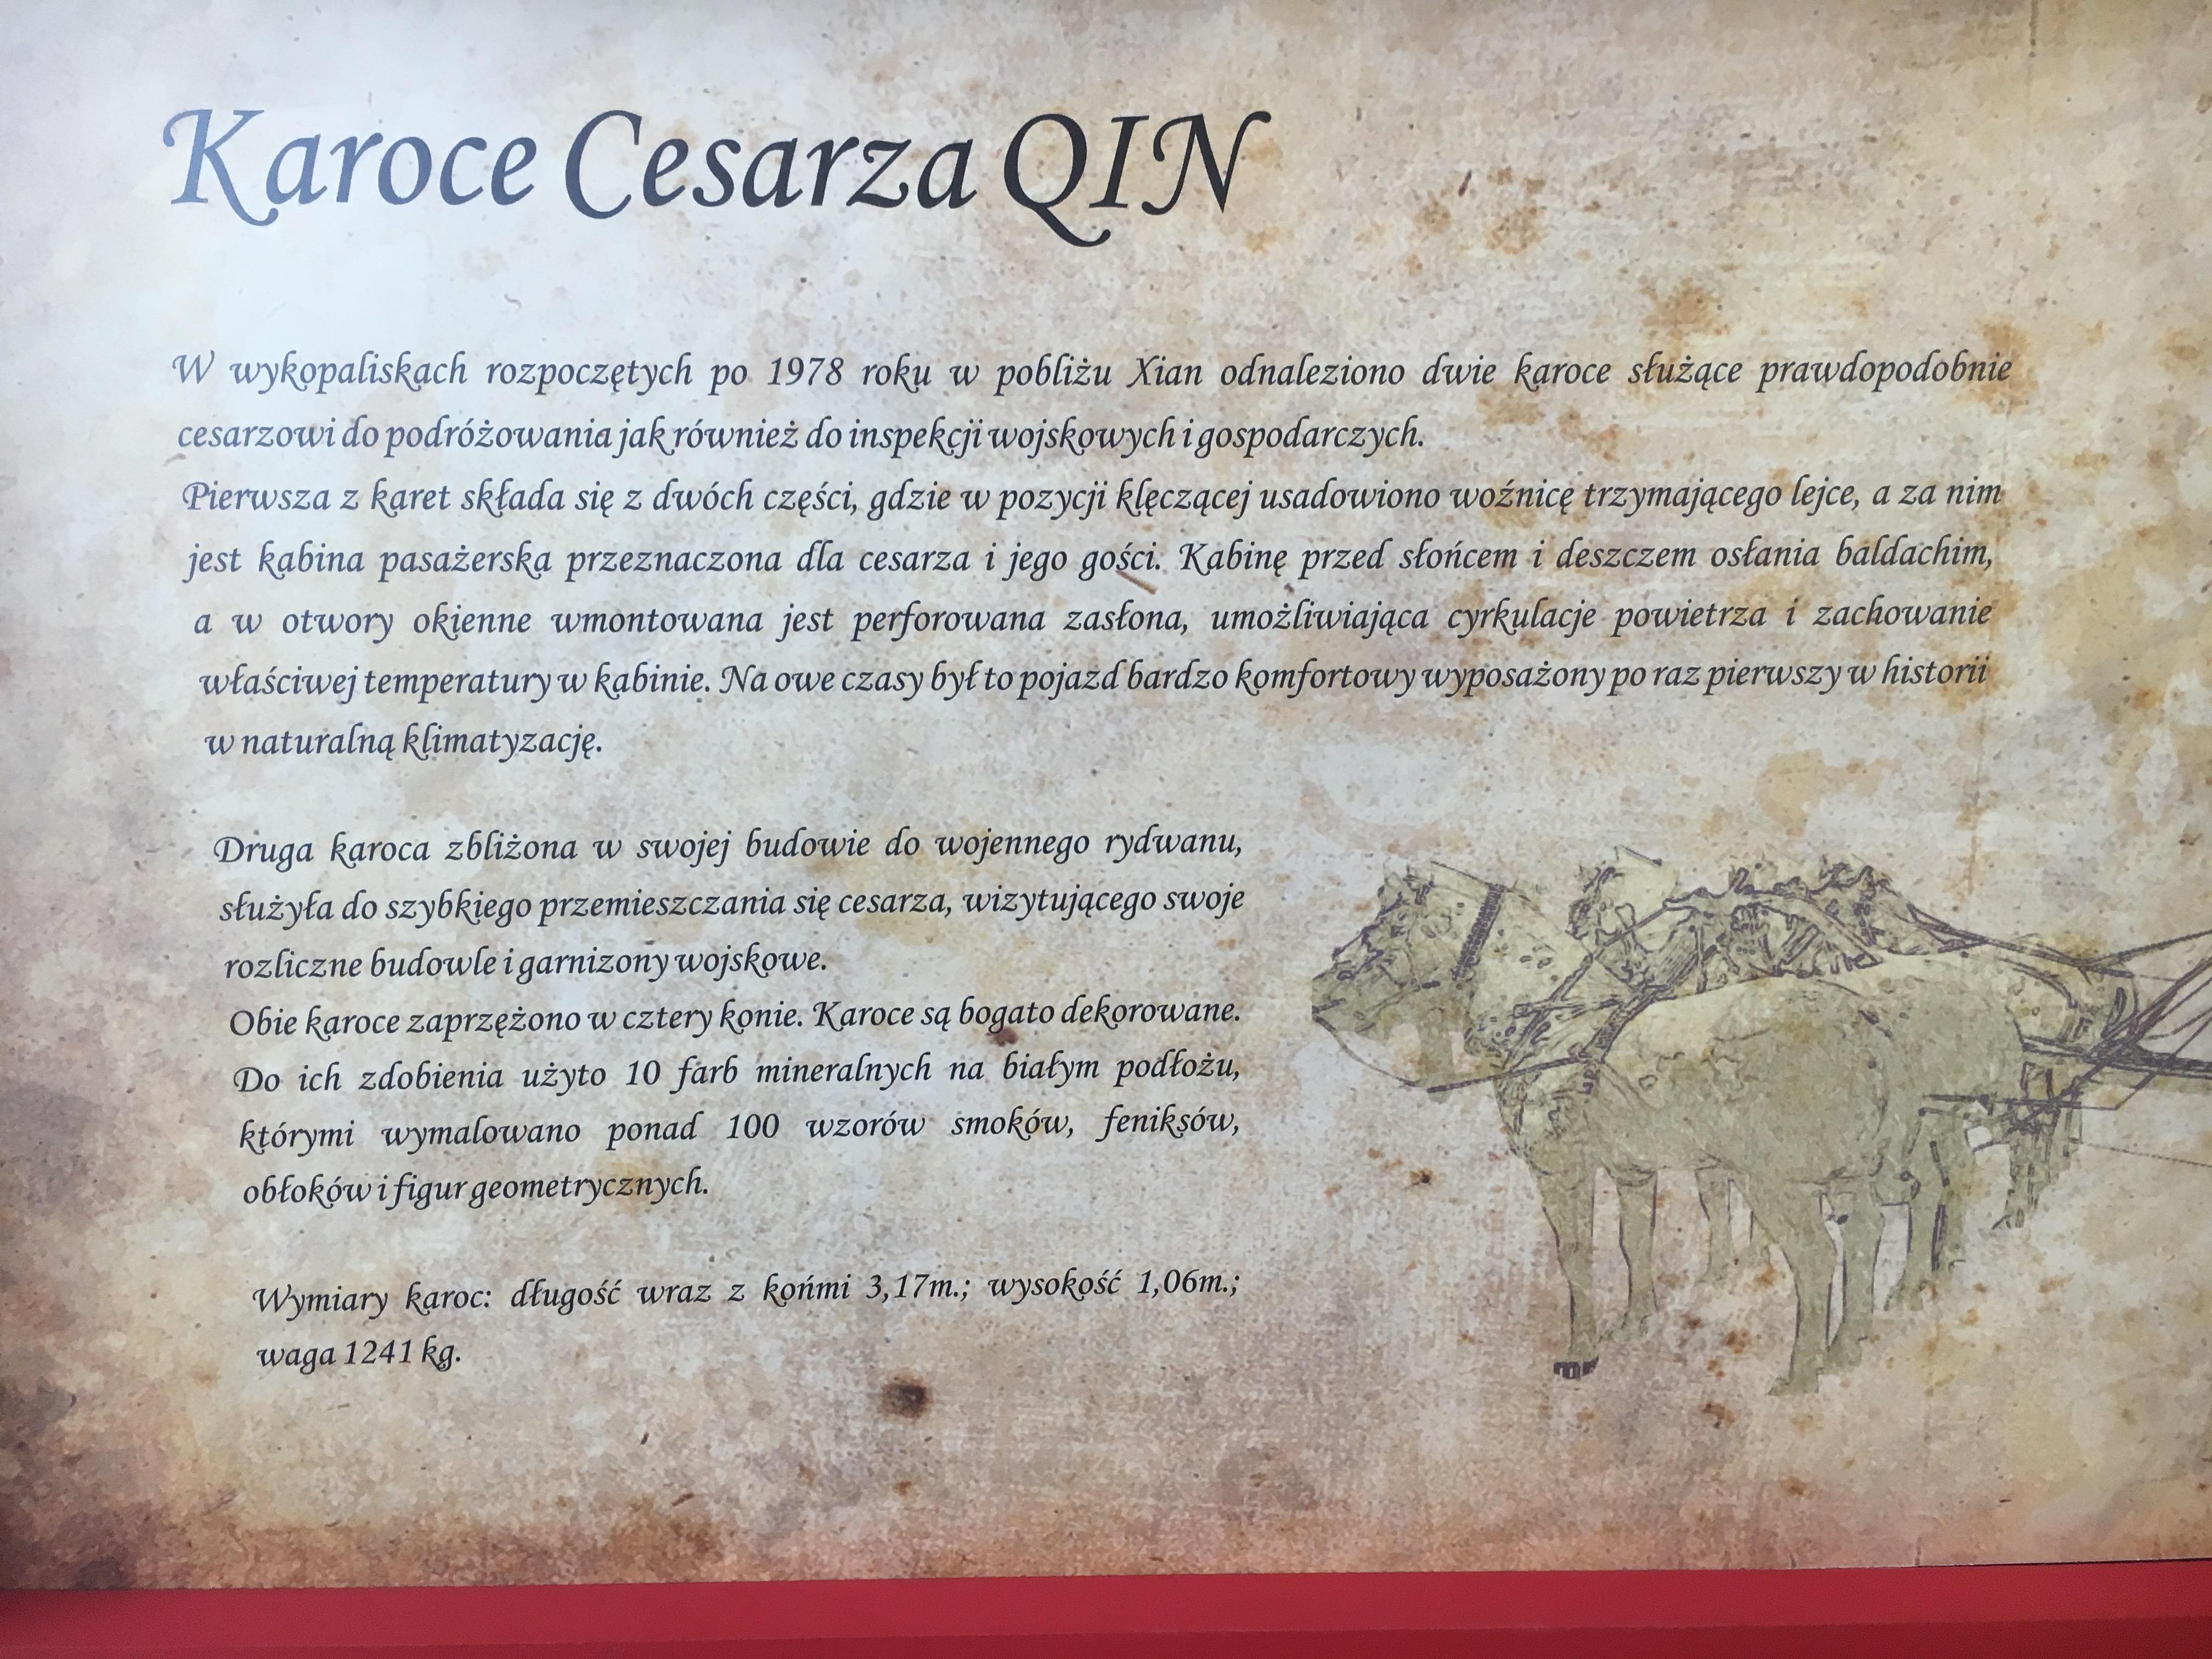 Karoce Cesarza QIN
W wykopaliskach rozpoczętych po 1978 roku w pobliżu Xian odnaleziono dwie karoce służące prawdopodobnie
cesarzowi do podróżowania jak również do inspekcji wojskowych i gospodarczych.
Pierwsza z karet składa się z dwóch części, gdzie w pozycji klęczącej usadowiono woźnicę trzymającego lejce, a za nim
jest kabina pasażerska przeznaczona dla cesarza i jego gości. Kabinę przed słońcem i deszczem osłania baldachim,
a w otwory okienne wmontowana jest perforowana zasłona, umożliwiająca cyrkulacje powietrza i zachowanie
właściwej temperatury w kabinie. Na owe czasy był to pojazd bardzo komfortowy wyposażony po raz pierwszy w historii
w naturalną klimatyzację.
Druga karoca zbliżona w swojej budowie do wojennego rydwanu,
służyła do szybkiego przemieszczania się cesarza, wizytującego swoje
rozliczne budowle i garnizony wojskowe.
Obie karoce zaprzężono w cztery konie. Karoce są bogato dekorowane.
Do ich zdobienia użyto 10 farb mineralnych na białym podłożu,
którymi wymalowano ponad 100 wzorów smoków, feniksów,
obłoków i figur geometrycznych.
Wymiary karoc: długość wraz z końmi 3,17m.; wysokość 1,06m.;
waga 1241 kg.